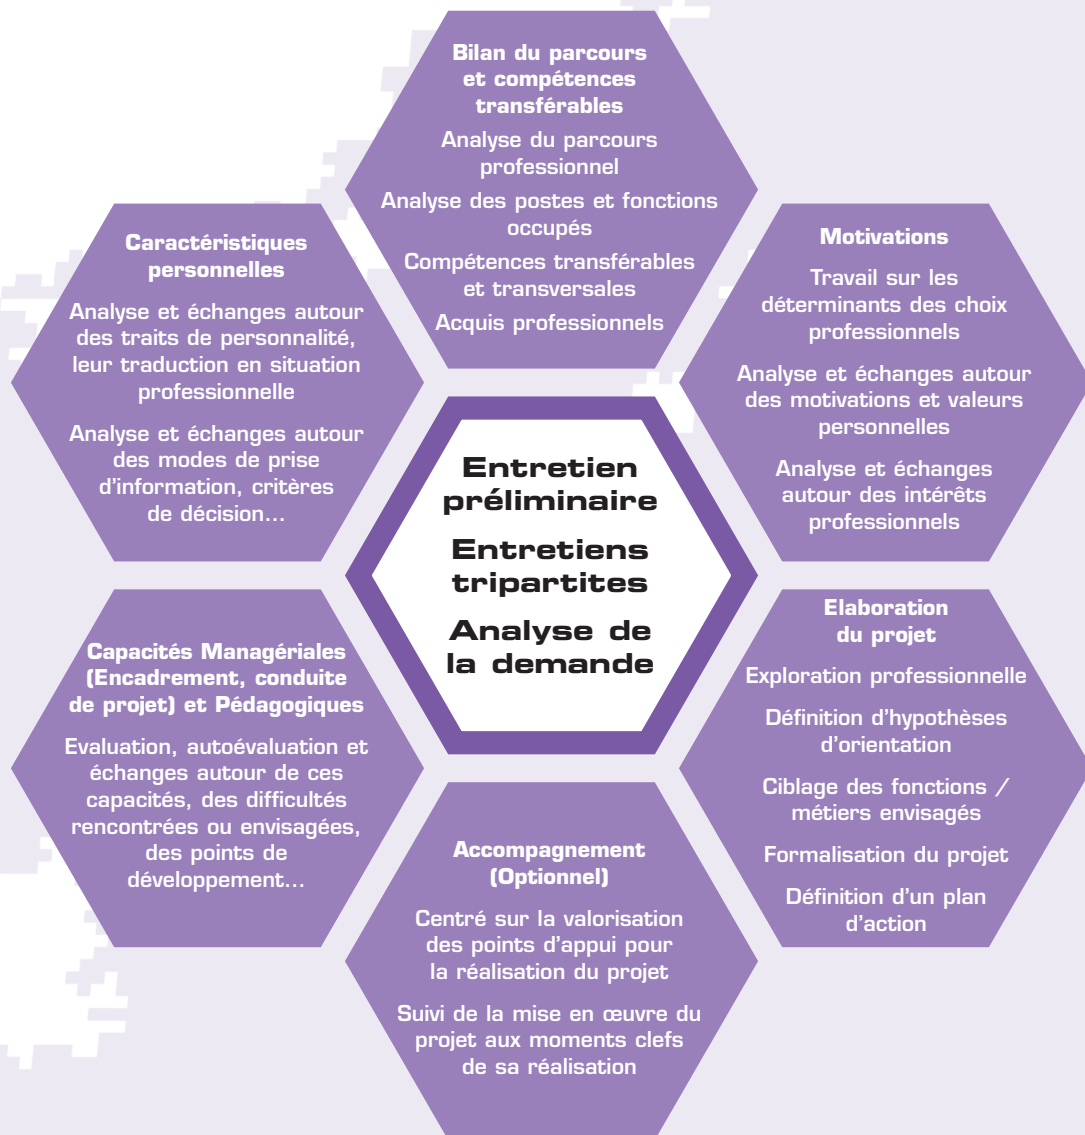 Bilan du parcours
et compétences
transférables
Analyse du parcours
professionnel
Analyse des postes et fonctions
occupés
Compétences transférables
et transversales
Acquis professionnels
Caractéristiques
personnelles
Analyse et échanges autour
des traits de personnalité,
leur traduction en situation
professionnelle
Analyse et échanges autour
des modes de prise
d'information, critères
de décision...
Motivations
Travail sur les
déterminants des choix
professionnels
Analyse et échanges autour
des motivations et valeurs
personnelles
Analyse et échanges
autour des intérêts
professionnels
Entretien
préliminaire
Entretiens
tripartites
Analyse de
la demande
Capacités Managériales
(Encadrement, conduite
de projet) et Pédagogiques
Evaluation, autoévaluation et
échanges autour de ces
capacités, des difficultés
rencontrées ou envisagées,
des points de
développement...
Elaboration
du projet
Exploration professionnelle
Définition d'hypothèses
d'orientation
Ciblage des fonctions /
métiers envisagés
Formalisation du projet
Définition d'un plan
d'action
Accompagnement
(Optionnel)
Centré sur la valorisation
des points d'appui pour
la réalisation du projet
Suivi de la mise en œuvre du
projet aux moments clefs
de sa réalisation